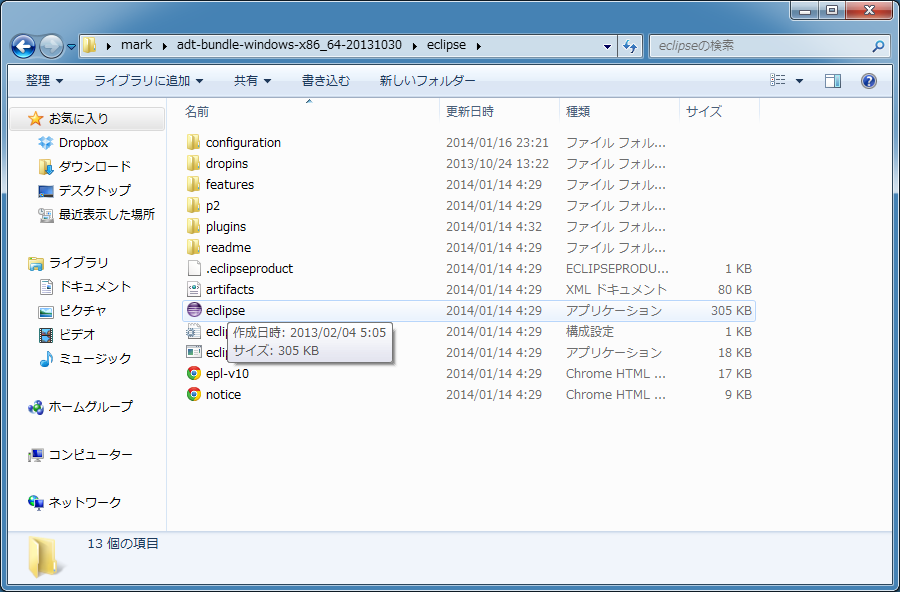 mark adt-bundle-windows-x86_64-20131030 eclipse eclipseの検索
整理 ライブラリに追加 共有 書き込む 新しいフォルダー
お気に入り
Dropbox
ダウンロード
デスクトップ
最近表示した場所
ライブラリ
ドキュメント
ピクチャ
ビデオ
ミュージック
ホームグループ
コンピューター
ネットワーク
名前 更新日時 種類 サイズ
configuration 2014/01/16 23:21 ファイル フォル...
dropins 2013/10/24 13:22 ファイル フォル...
features 2014/01/14 4:29 ファイル フォル...
p2 2014/01/14 4:29 ファイル フォル...
plugins 2014/01/14 4:32 ファイル フォル...
readme 2014/01/14 4:29 ファイル フォル...
.eclipseproduct 2014/01/14 4:29 ECLIPSEPRODU... 1 KB
artifacts 2014/01/14 4:29 XML ドキュメント 80 KB
eclipse 2014/01/14 4:29 アプリケーション 305 KB
2014/01/14 4:29 構成設定 1 KB
2014/01/14 4:29 アプリケーション 18 KB
作成日時: 2013/02/04 5:05
サイズ: 305 KB
epl-v10 2014/01/14 4:29 Chrome HTML ... 17 KB
notice 2014/01/14 4:29 Chrome HTML ... 9 KB
13 個の項目